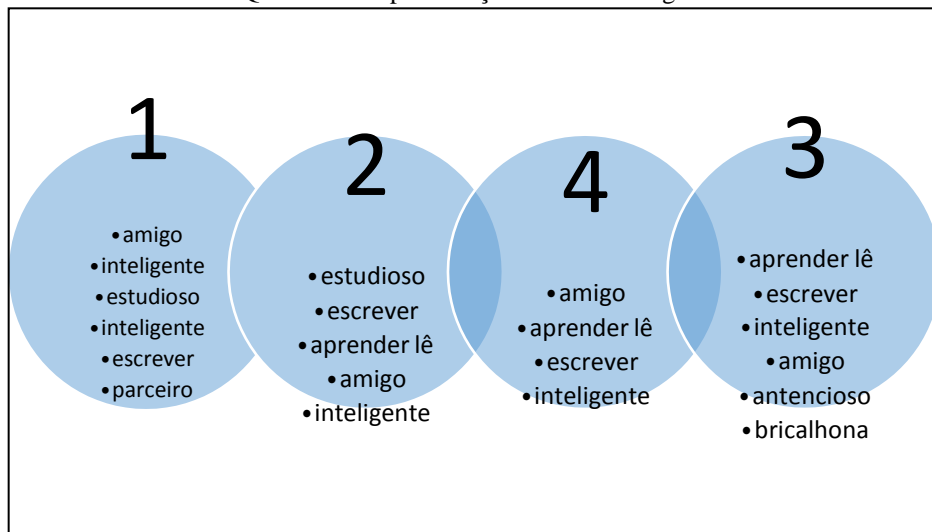 1
• amigo
• inteligente
• estudioso
• inteligente
• escrever
• parceiro
2
• estudioso
• escrever
• aprender lê
• amigo
• inteligente
4
• amigo
• aprender lê
• escrever
• inteligente
3
• aprender lê
• escrever
• inteligente
• amigo
• antencioso
• bricalhona